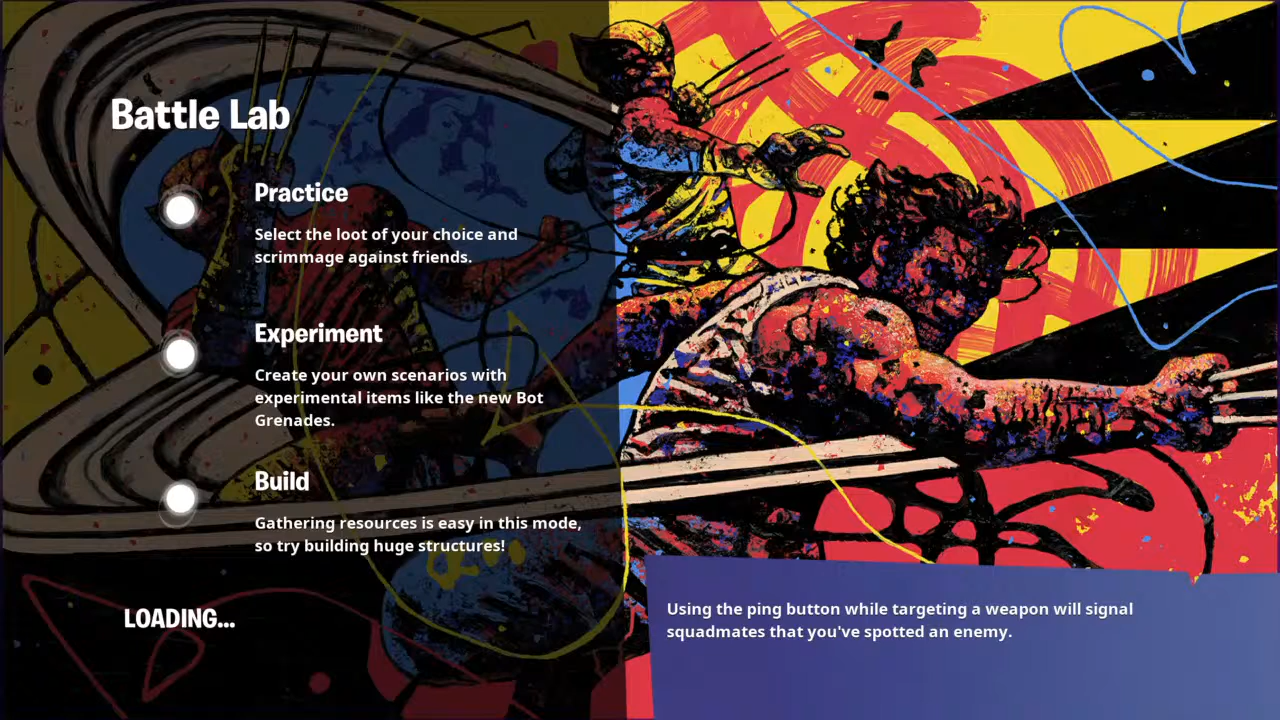 Battle Lab
Practice
Select the loot of your choice and
scrimmage against friends.
Experiment
Create your own scenarios with
experimental items like the new Bot
Grenades.
Build
Gathering resources is easy in this mode,
so try building huge structures!
LOADING...
Using the ping button while targeting a weapon will signal
squadmates that you've spotted an enemy.